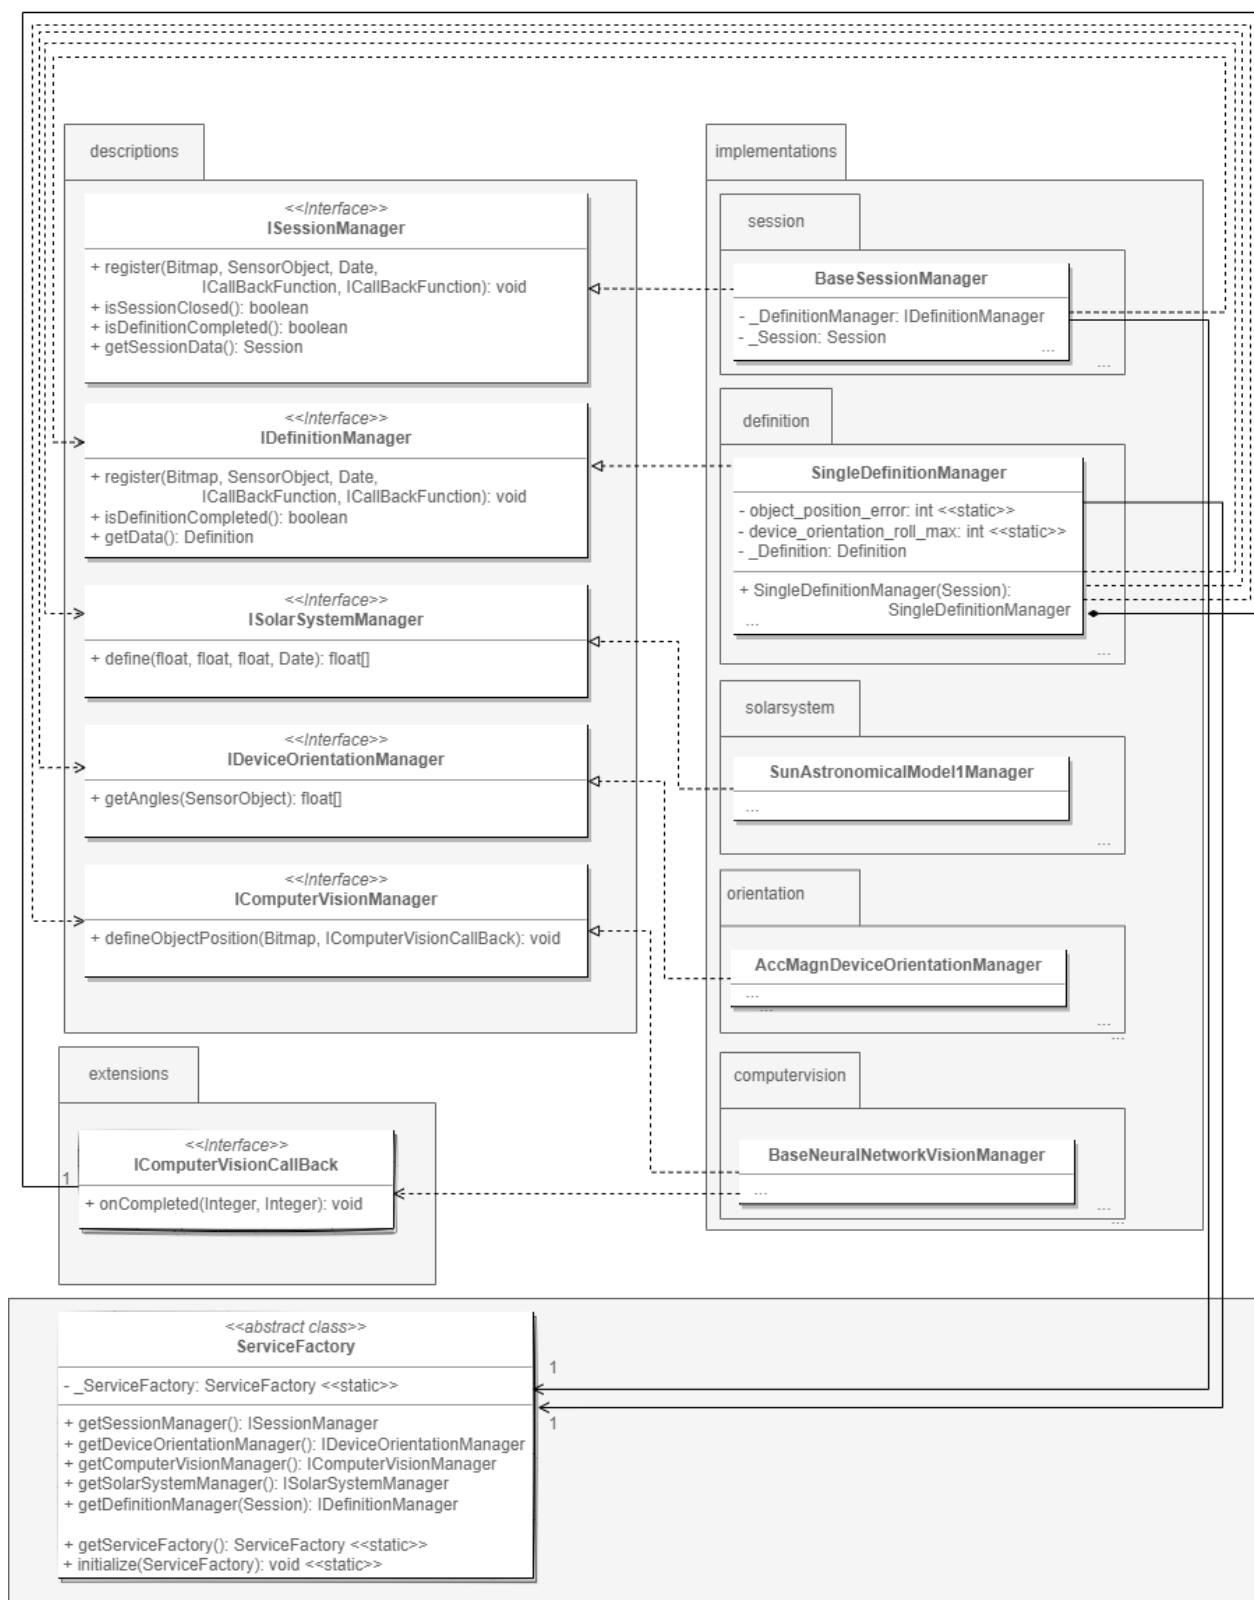 descriptions
<<Interface>>
ISessionManager
+ register(Bitmap, SensorObject, Date,
ICallBackFunction, ICallBackFunction): void
+ isSessionClosed(): boolean
+ isDefinitionCompleted(): boolean
+ getSessionData(): Session
<<Interface>>
IDefinitionManager
+ register(Bitmap, SensorObject, Date,
ICallBackFunction, ICallBackFunction): void
+ isDefinitionCompleted(): boolean
+ getData(): Definition
<<Interface>>
ISolarSystemManager
+ define(float, float, float, Date): float[]
<<Interface>>
IDeviceOrientationManager
+ getAngles(SensorObject): float[]
<<Interface>>
IComputerVisionManager
+ defineObjectPosition(Bitmap, IComputerVisionCallBack): void
implementations
session
BaseSessionManager
- _DefinitionManager: IDefinitionManager
- _Session: Session
...
...
definition
SingleDefinitionManager
- object_position_error: int <<static>>
- device_orientation_roll_max: int <<static>>
- _Definition: Definition
+ SingleDefinitionManager(Session):
SingleDefinitionManager
...
...
solarsystem
SunAstronomicalModel1Manager
...
...
orientation
AccMagnDeviceOrientationManager
...
...
...
...
computervision
BaseNeuralNetworkVisionManager
...
...
...
extensions
<<Interface>>
IComputerVisionCallBack
1
+ onCompleted(Integer, Integer): void
<<abstract class>>
ServiceFactory
- _ServiceFactory: ServiceFactory <<static>>
+ getSessionManager(): ISessionManager
+ getDeviceOrientationManager(): IDeviceOrientationManager
+ getComputerVisionManager(): IComputerVisionManager
+ getSolarSystemManager(): ISolarSystemManager
+ getDefinitionManager(Session): IDefinitionManager
+ getServiceFactory(): ServiceFactory <<static>>
+ initialize(ServiceFactory): void <<static>>
1
1